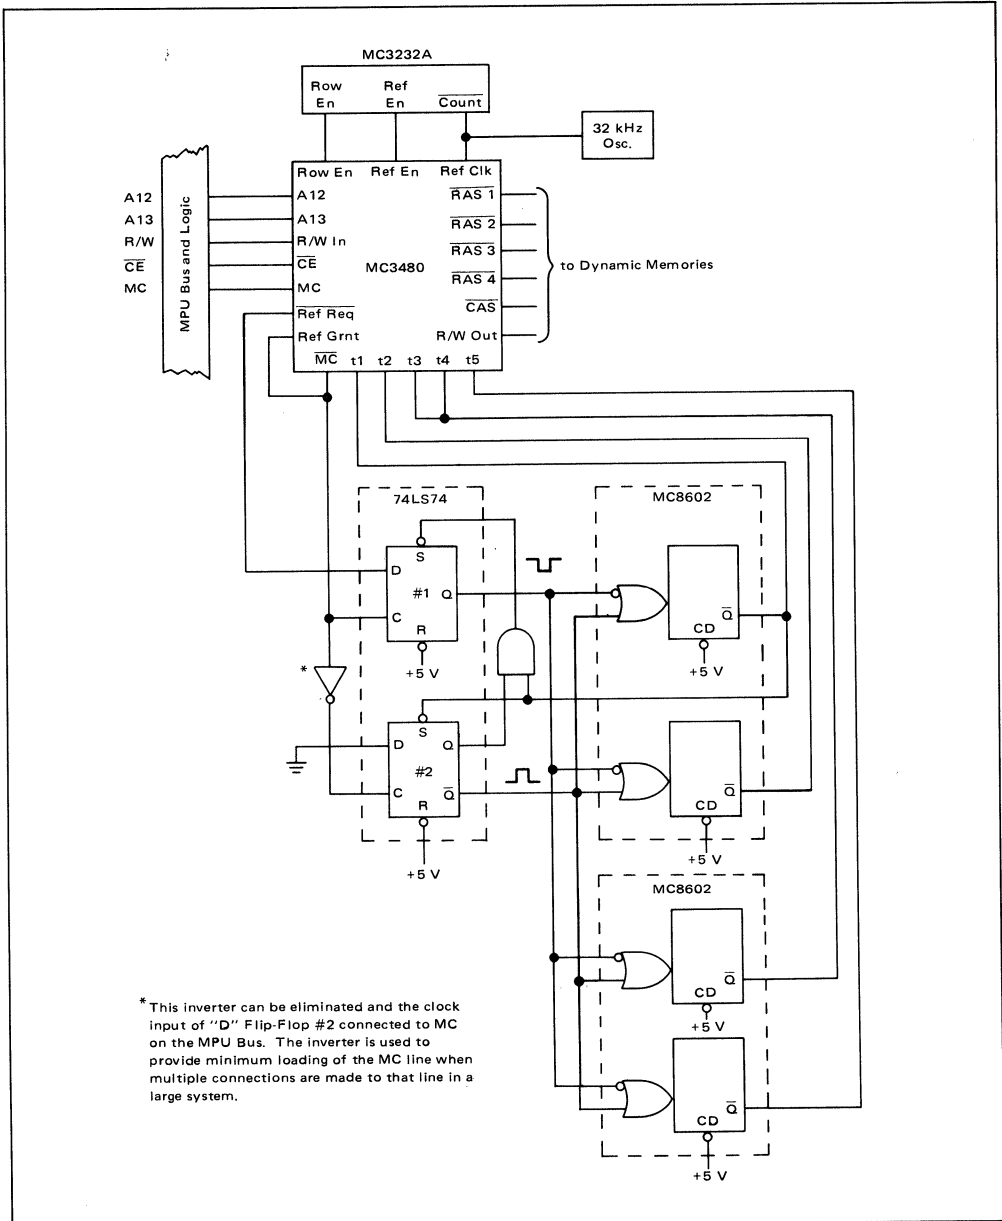 MC3232A
Row En
Ref En
Count
32 kHz Osc.
Row En Ref En Ref Clk
A12
A13
R/W
CE
MC
MPU Bus and Logic
A12
A13
R/W In
CE
MC
Ref Req
Ref Grnt
MC3480
RAS 1
RAS 2
RAS 3
RAS 4
CAS
R/W Out
to Dynamic Memories
MC t1 t2 t3 t4 t5
74LS74
S
D
#1 Q
C
R
+5 V
*
S
D Q
#2
C Q
R
+5 V
MC8602
Q
CD
+5 V
Q
CD
+5 V
MC8602
Q
CD
+5 V
Q
CD
+5 V
* This inverter can be eliminated and the clock
input of "D" Flip-Flop #2 connected to MC
on the MPU Bus. The inverter is used to
provide minimum loading of the MC line when
multiple connections are made to that line in a
large system.